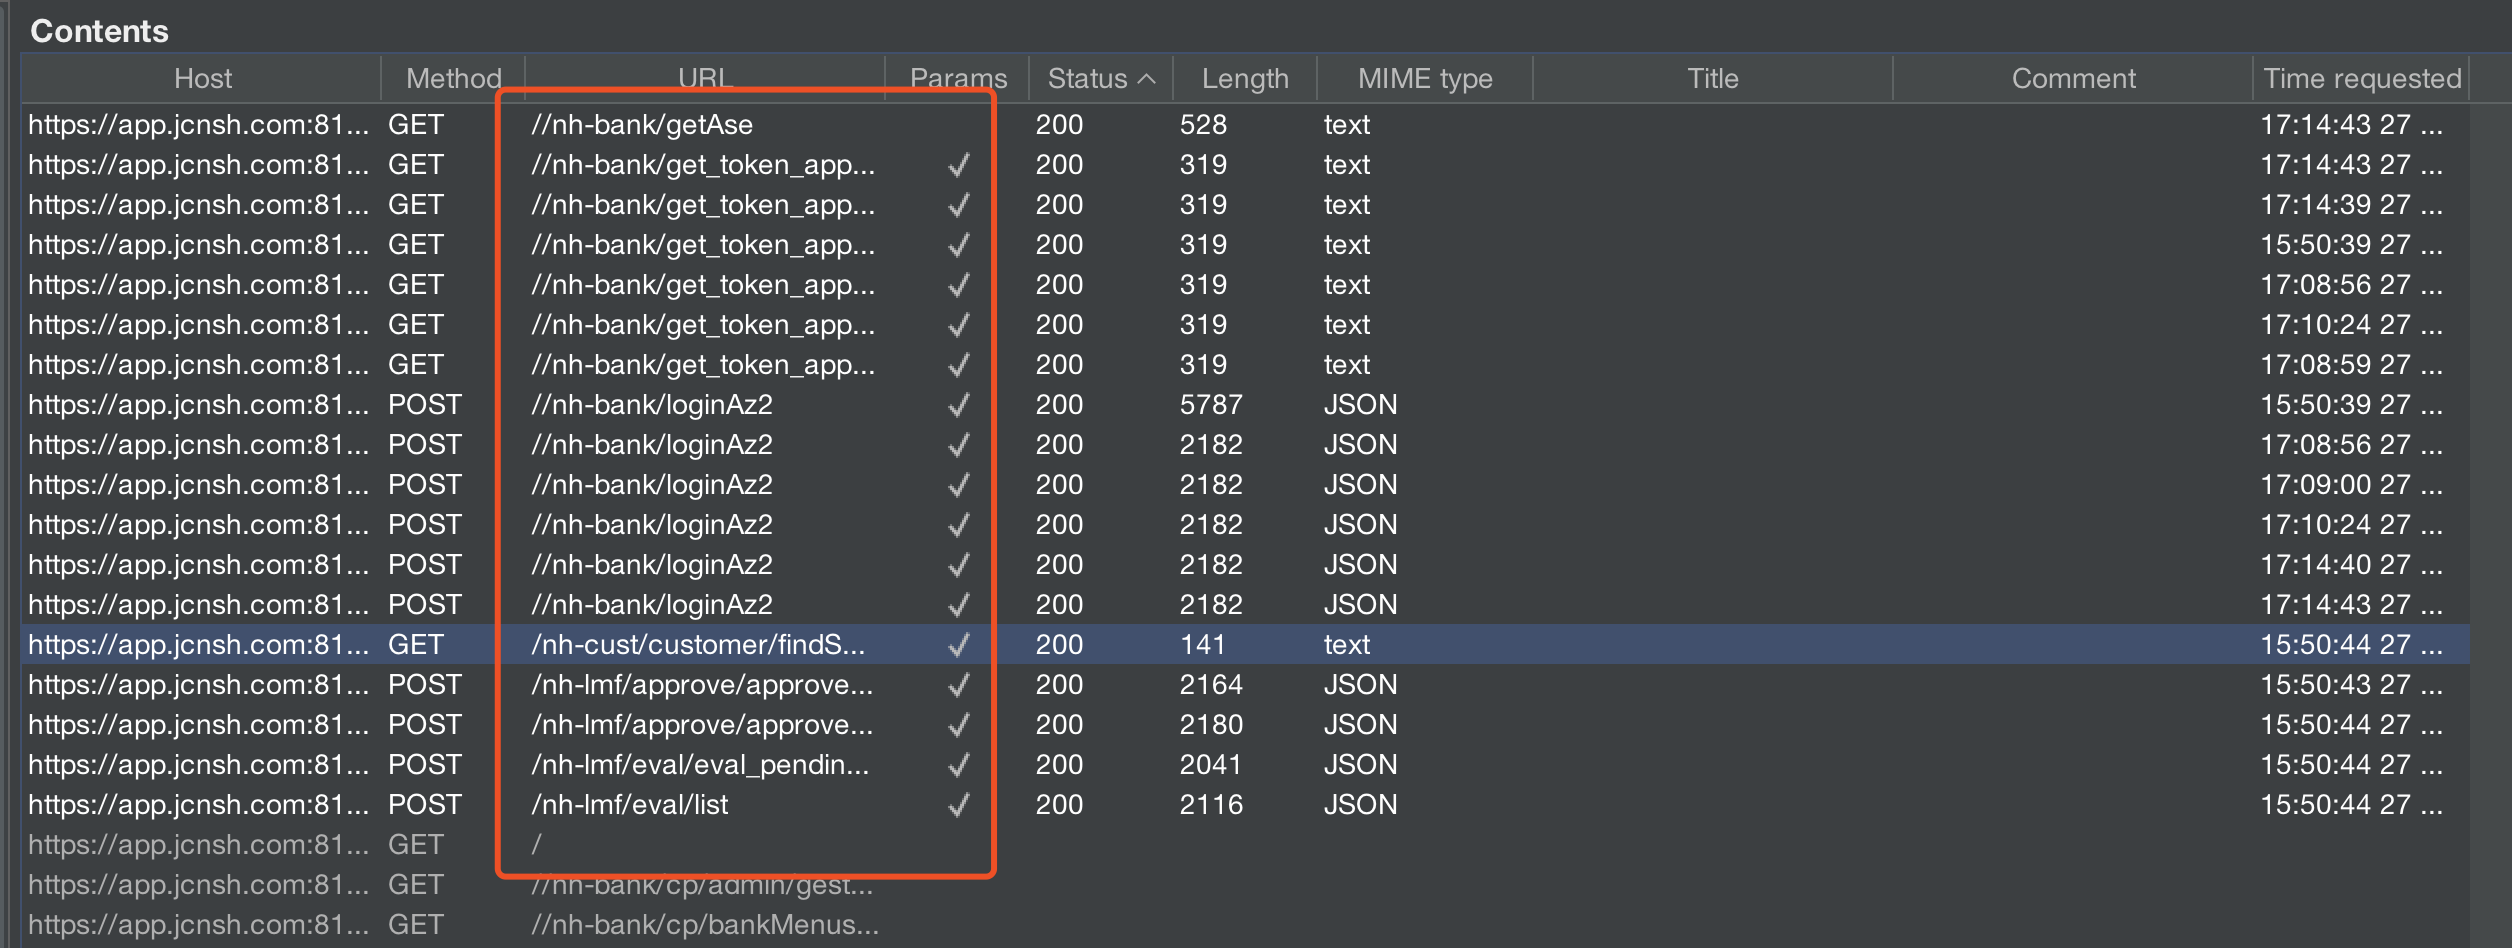 Contents
Host Method URL Params Status Length MIME type Title Comment Time requested
https://app.jcnsh.com:81... GET //nh-bank/getAse 200 528 text 17:14:43 27 ...
https://app.jcnsh.com:81... GET //nh-bank/get_token_app... ✓ 200 319 text 17:14:43 27 ...
https://app.jcnsh.com:81... GET //nh-bank/get_token_app... ✓ 200 319 text 17:14:39 27 ...
https://app.jcnsh.com:81... GET //nh-bank/get_token_app... ✓ 200 319 text 15:50:39 27 ...
https://app.jcnsh.com:81... GET //nh-bank/get_token_app... ✓ 200 319 text 17:08:56 27 ...
https://app.jcnsh.com:81... GET //nh-bank/get_token_app... ✓ 200 319 text 17:10:24 27 ...
https://app.jcnsh.com:81... GET //nh-bank/get_token_app... ✓ 200 319 text 17:08:59 27 ...
https://app.jcnsh.com:81... POST //nh-bank/loginAz2 ✓ 200 5787 JSON 15:50:39 27 ...
https://app.jcnsh.com:81... POST //nh-bank/loginAz2 ✓ 200 2182 JSON 17:08:56 27 ...
https://app.jcnsh.com:81... POST //nh-bank/loginAz2 ✓ 200 2182 JSON 17:09:00 27 ...
https://app.jcnsh.com:81... POST //nh-bank/loginAz2 ✓ 200 2182 JSON 17:10:24 27 ...
https://app.jcnsh.com:81... POST //nh-bank/loginAz2 ✓ 200 2182 JSON 17:14:40 27 ...
https://app.jcnsh.com:81... POST //nh-bank/loginAz2 ✓ 200 2182 JSON 17:14:43 27 ...
https://app.jcnsh.com:81... GET /nh-cust/customer/findS... ✓ 200 141 text 15:50:44 27 ...
https://app.jcnsh.com:81... POST /nh-lmf/approve/approve... ✓ 200 2164 JSON 15:50:43 27 ...
https://app.jcnsh.com:81... POST /nh-lmf/approve/approve... ✓ 200 2180 JSON 15:50:44 27 ...
https://app.jcnsh.com:81... POST /nh-lmf/eval/eval_pendin... ✓ 200 2041 JSON 15:50:44 27 ...
https://app.jcnsh.com:81... POST /nh-lmf/eval/list ✓ 200 2116 JSON 15:50:44 27 ...
https://app.jcnsh.com:81... GET /
https://app.jcnsh.com:81... GET //nh-bank/cp/admin/gest...
https://app.jcnsh.com:81... GET //nh-bank/cp/bankMenus...